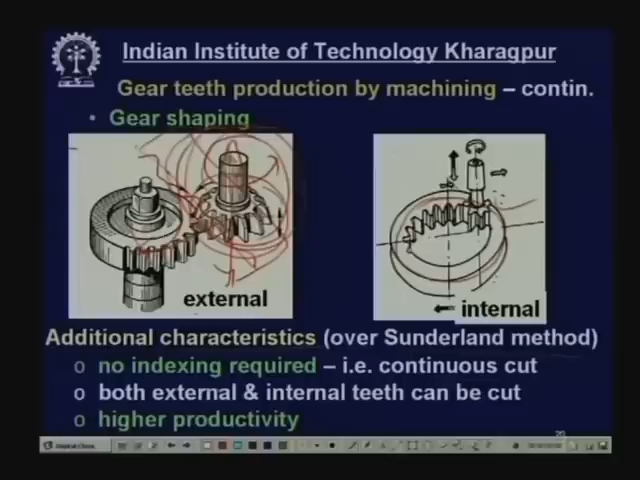 Indian Institute of Technology Kharagpur
Gear teeth production by machining – contin.
• Gear shaping
external
internal
Additional characteristics (over Sunderland method)
o no indexing required – i.e. continuous cut
o both external & internal teeth can be cut
o higher productivity